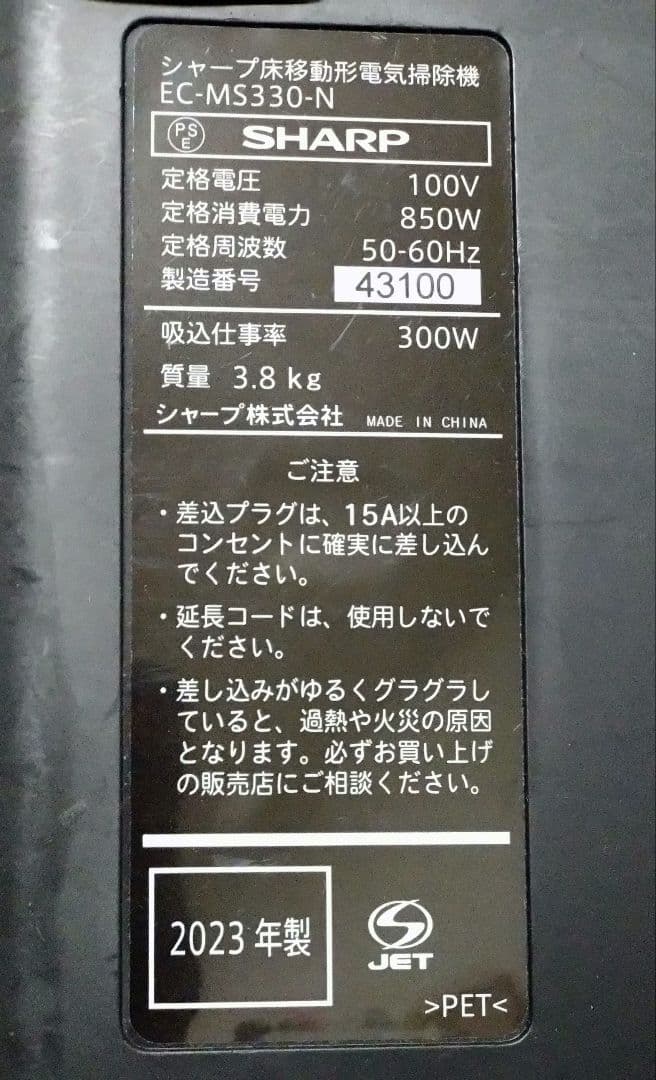 シャープ床移動形電気掃除機
EC-MS330-N
PSE SHARP
定格電圧 100V
定格消費電力 850W
定格周波数 50-60Hz
製造番号 43100
吸込仕事率 300W
質量 3.8 kg
シャープ株式会社 MADE IN CHINA
ご注意
・差込プラグは、15A以上の
コンセントに確実に差し込ん
でください。
・延長コードは、使用しないで
ください。
・差し込みがゆるくグラグラし
ていると、過熱や火災の原因
となります。必ずお買い上げ
の販売店にご相談ください。
2023年製
JET
>PET<